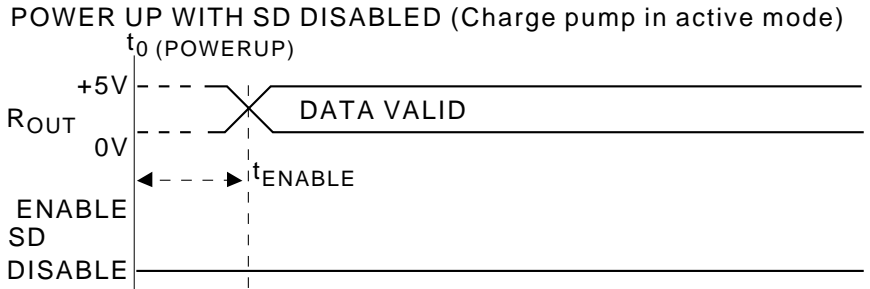 POWER UP WITH SD DISABLED (Charge pump in active mode)
t0 (POWERUP)
+5V
ROUT
0V
DATA VALID
tENABLE
ENABLE
SD
DISABLE